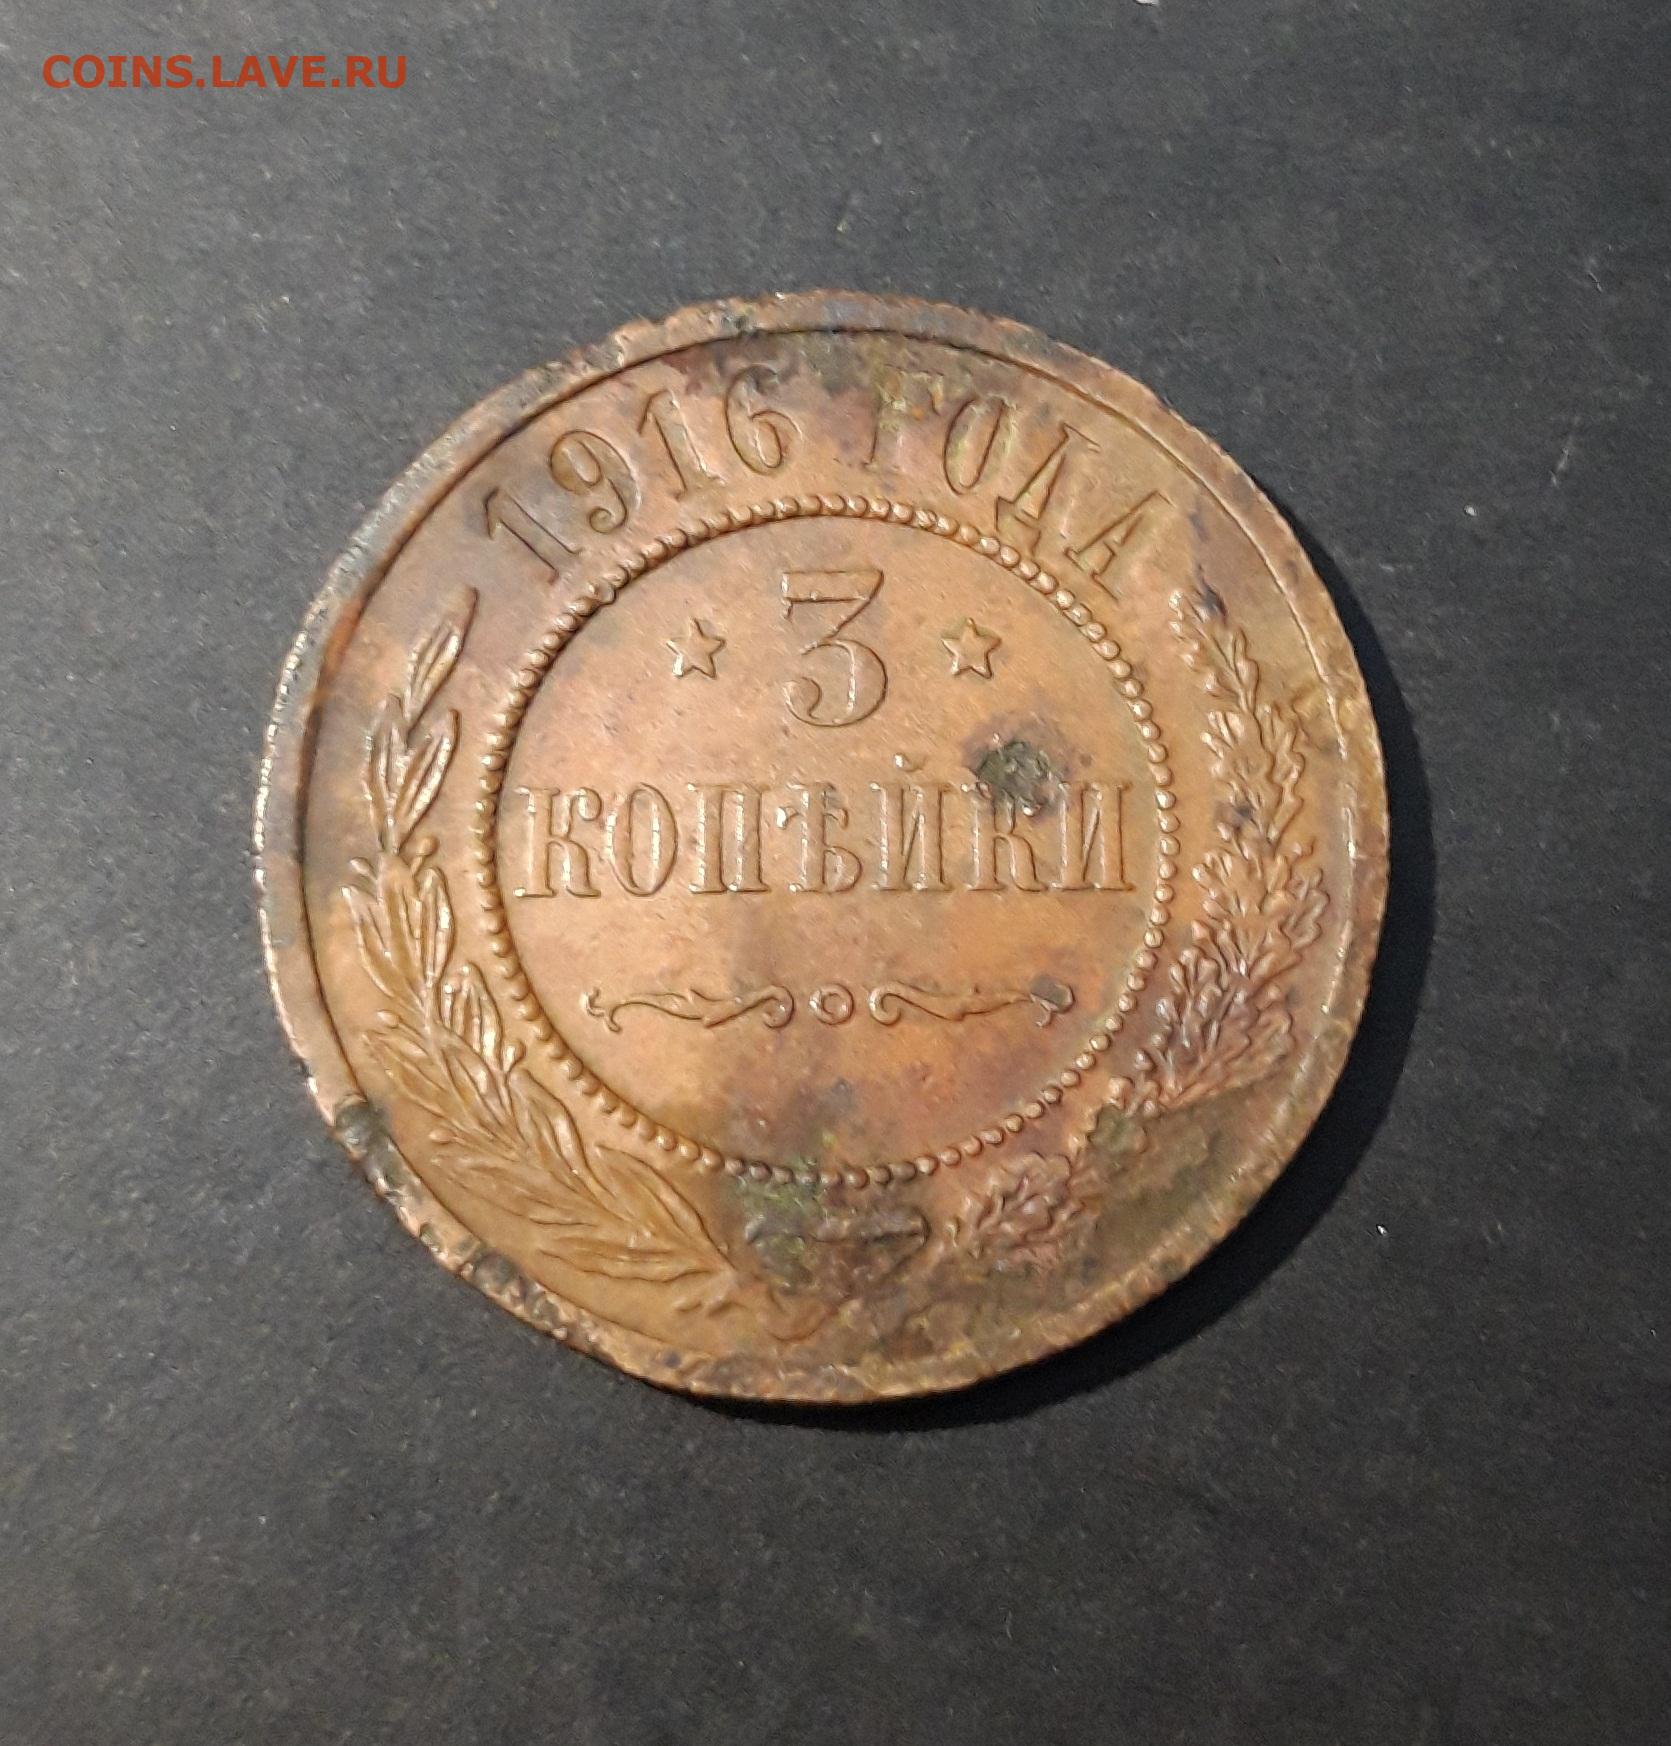 COINS.LAVE.RU
1916 ГОДА
3
КОПѢЙКИ